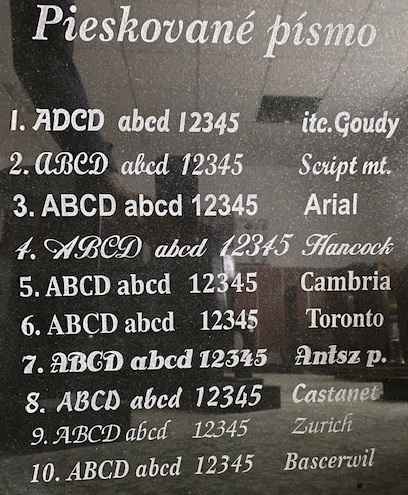 Pieskované písmo
1. ADCD abcd 12345 itc.Goudy
2. ABCD abcd 12345 Script mt.
3. ABCD abcd 12345 Arial
4. ABCD abcd 12345 Hancock
5. ABCD abcd 12345 Cambria
6. ABCD abcd 12345 Toronto
7. ABCD abcd 12345 Antsz p.
8. ABCD abcd 12345 Castanet
9. ABCD abcd 12345 Zurich
10. ABCD abcd 12345 Bascerwil